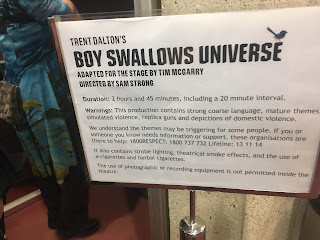 TRENT DALTON'S
BOY SWALLOWS UNIVERSE
ADAPTED FOR THE STAGE BY TIM MCGARRY
DIRECTED BY SAM STRONG
Duration: 2 hours and 45 minutes, including a 20 minute interval.
Warnings: This production contains strong coarse language, mature themes,
simulated violence, replica guns and depictions of domestic violence.
We understand the themes may be triggering for some people. If you or
someone you know needs information or support, these organisations are
there to help: 1800RESPECT: 1800 737 732 Lifeline: 13 11 14
It also contains strobe lighting, theatrical smoke effects, and the use of
e-cigarettes and herbal cigarettes.
The use of photographic or recording equipment is not permitted inside the
theatre.